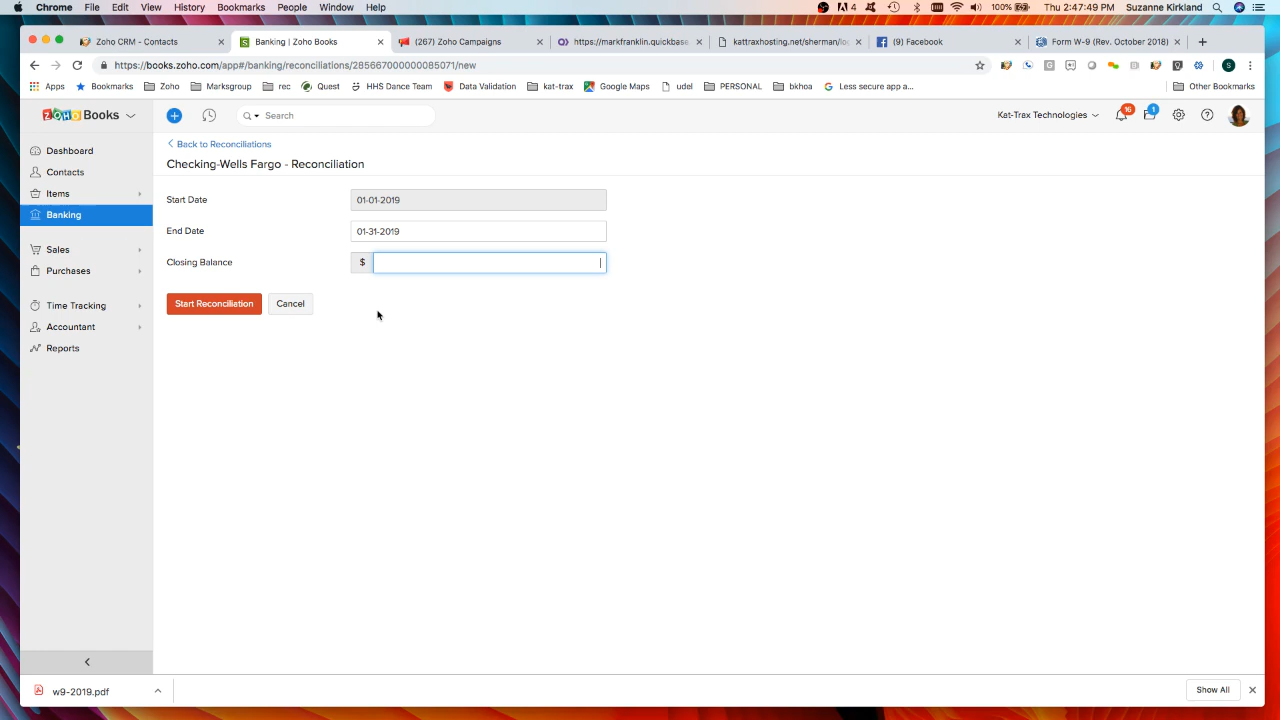 Chrome File Edit View History Bookmarks People Window Help 4 100% Thu 2:47:49 PM Suzanne Kirkland
Zoho CRM - Contacts Banking | Zoho Books (267) Zoho Campaigns https://markfranklin.quickbase kattraxhosting.net/sherman/loc (9) Facebook Form W-9 (Rev. October 2018)
https://books.zoho.com/app#/banking/reconciliations/285667000000085071/new S
Apps Bookmarks Zoho Marksgroup rec Quest HHS Dance Team Data Validation kat-trax Google Maps udel PERSONAL bkhoa Less secure app a... Other Bookmarks
ZOHO Books Search Kat-Trax Technologies 16 1
Back to Reconciliations
Checking-Wells Fargo - Reconciliation
Dashboard
Contacts
Items
Banking
Sales
Purchases
Time Tracking
Accountant
Reports
Start Date 01-01-2019
End Date 01-31-2019
Closing Balance $
Start Reconciliation Cancel
w9-2019.pdf Show All